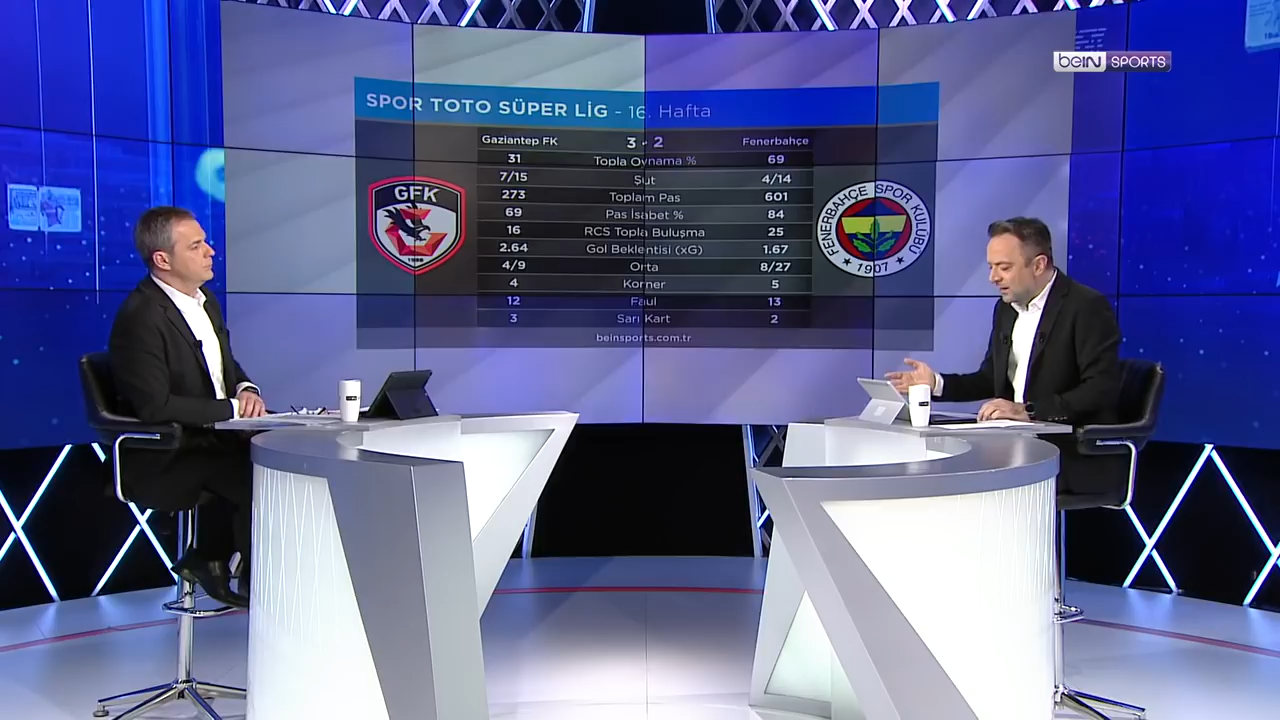 beIN SPORTS
SPOR TOTO SÜPER LİG - 16. Hafta
Gaziantep FK 3 - 2 Fenerbahçe
31 Topla Oynama % 69
7/15 Şut 4/14
273 Toplam Pas 601
69 Pas İsabet % 84
16 RCS Topla Buluşma 25
2.64 Gol Beklentisi (xG) 1.67
4/9 Orta 8/27
4 Korner 5
12 Faul 13
3 Sarı Kart 2
beinsports.com.tr
GFK
1988
FENERBAHÇE SPOR KULÜBÜ
1907